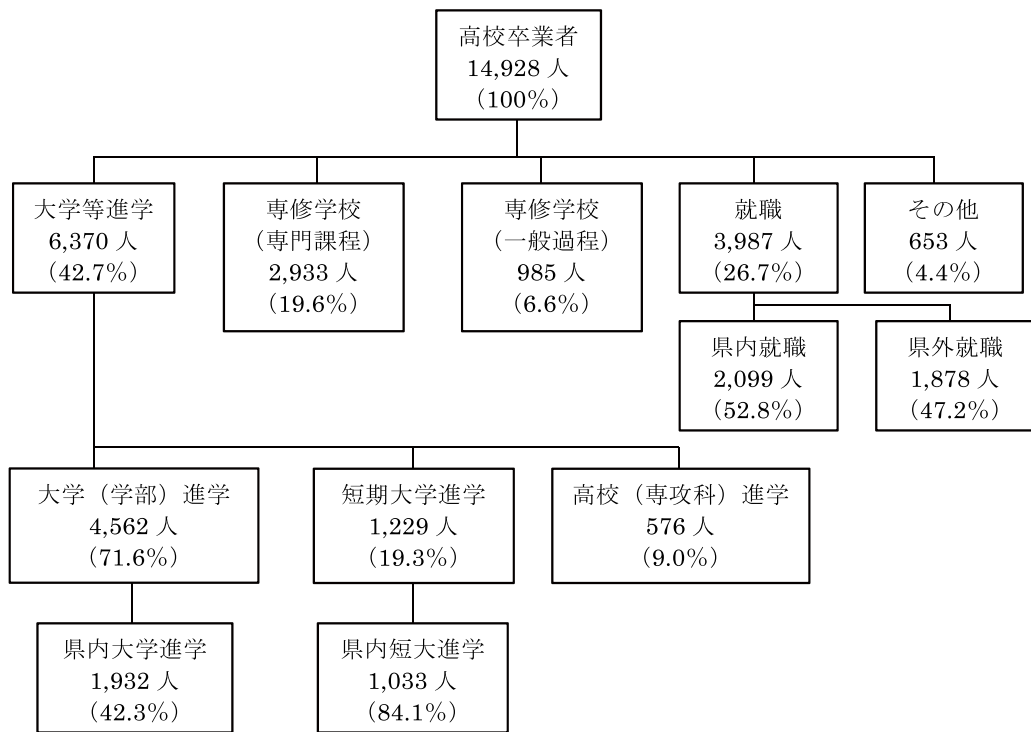 高校卒業者
14,928 人
(100%)
大学等進学
6,370 人
(42.7%)
専修学校
(専門課程)
2,933 人
(19.6%)
専修学校
(一般過程)
985 人
(6.6%)
就職
3,987 人
(26.7%)
その他
653 人
(4.4%)
県内就職
2,099 人
(52.8%)
県外就職
1,878 人
(47.2%)
大学（学部）進学
4,562 人
(71.6%)
短期大学進学
1,229 人
(19.3%)
高校（専攻科）進学
576 人
(9.0%)
県内大学進学
1,932 人
(42.3%)
県内短大進学
1,033 人
(84.1%)